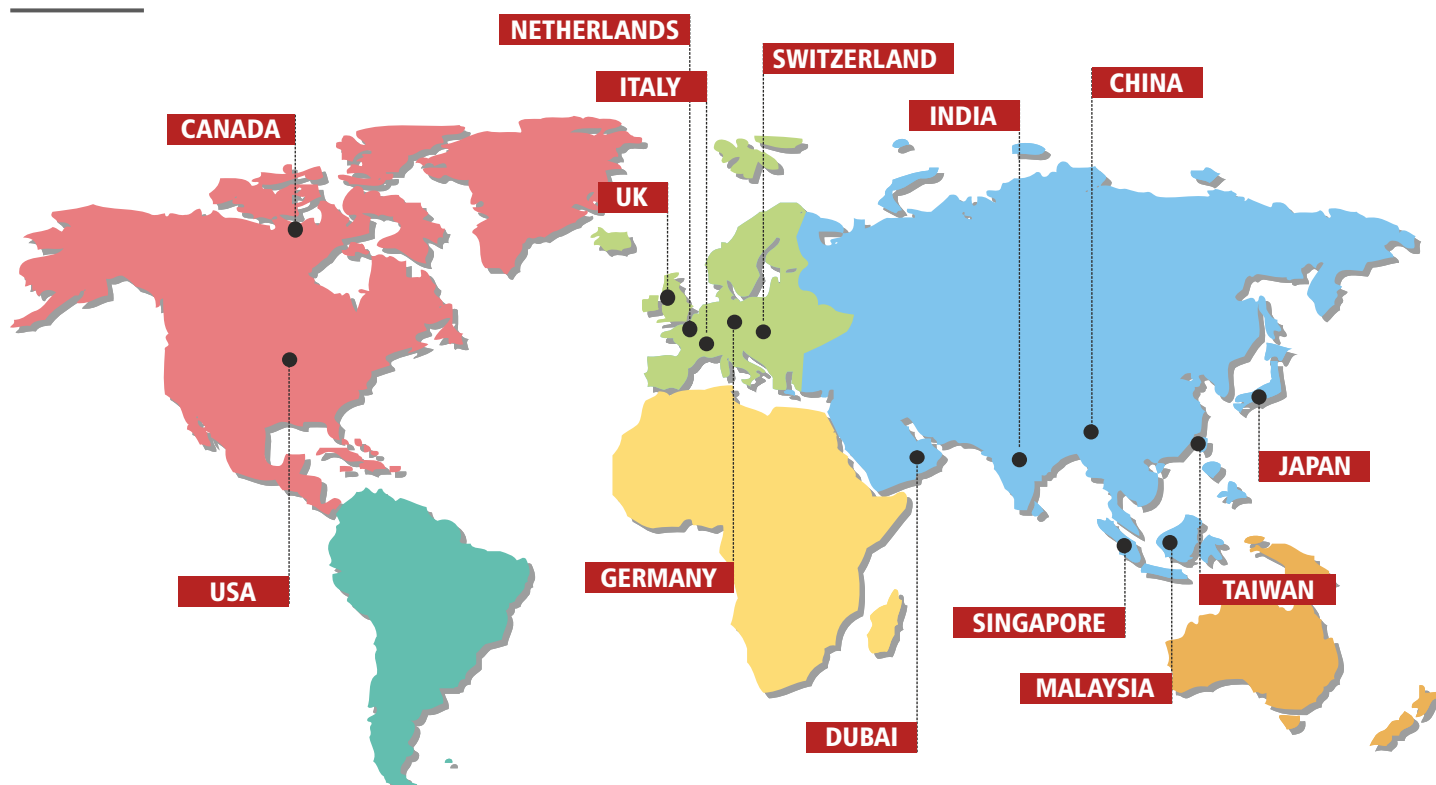 NETHERLANDS
SWITZERLAND
ITALY
CHINA
INDIA
CANADA
UK
JAPAN
GERMANY
USA
TAIWAN
SINGAPORE
MALAYSIA
DUBAI